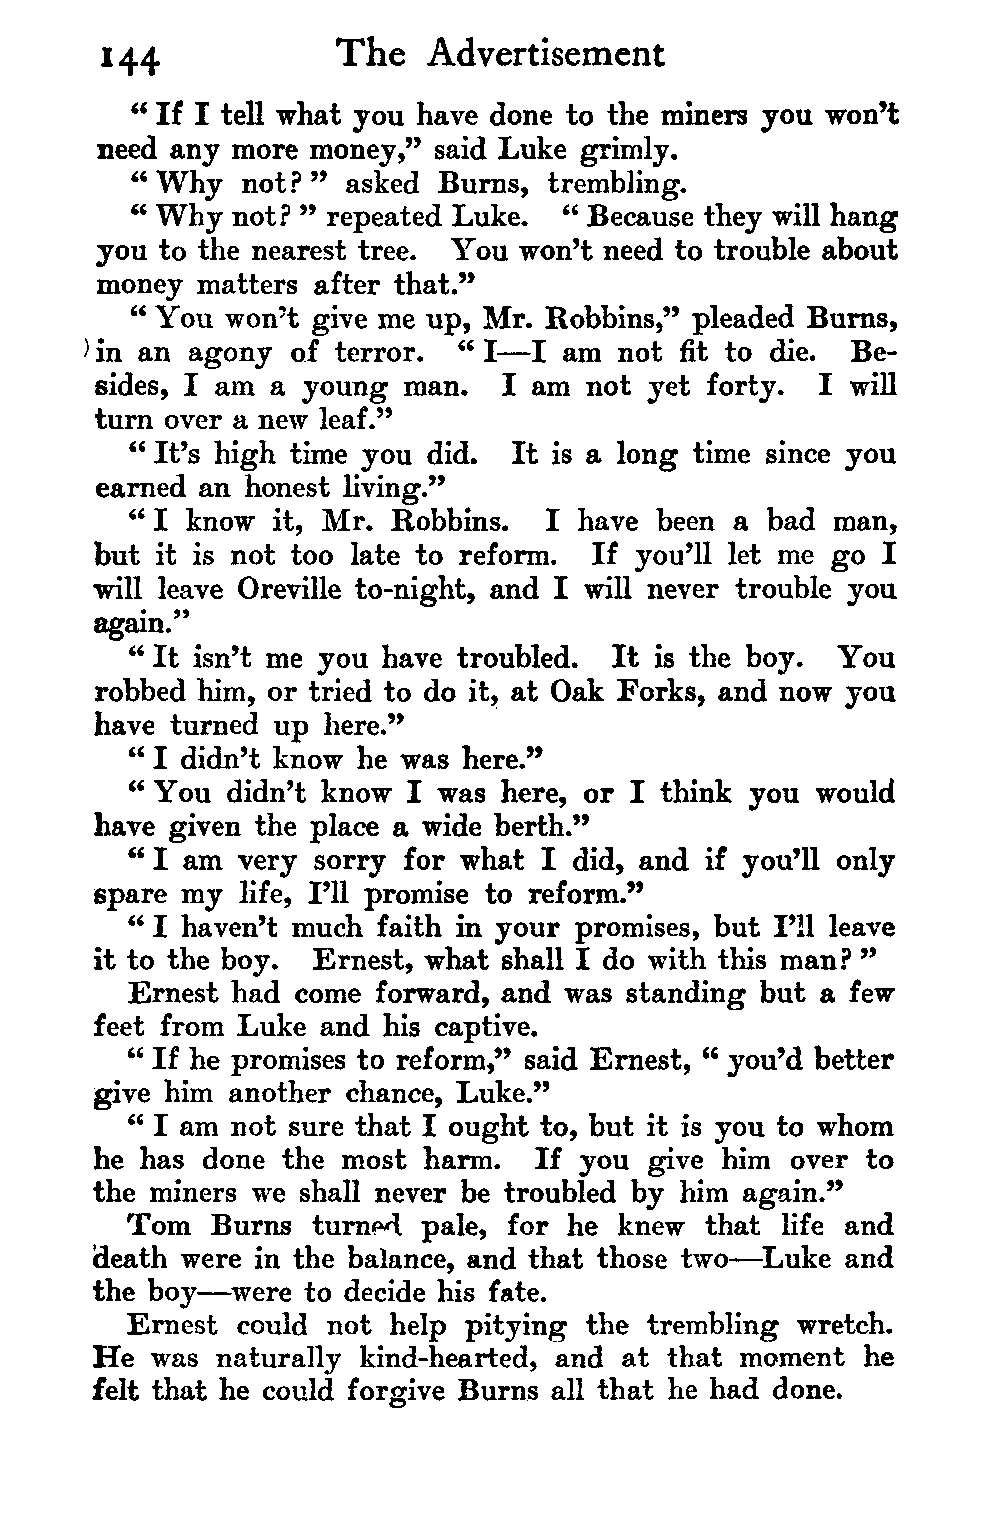 144 The Advertisement
“ If I tell what you have done to the miners you won’t
need any more money,” said Luke grimly.
“ Why not? ” asked Burns, trembling.
“ Why not? ” repeated Luke. “ Because they will hang
you to the nearest tree. You won’t need to trouble about
money matters after that.”
“ You won’t give me up, Mr. Robbins,” pleaded Burns,
in an agony of terror. “ I—I am not fit to die. Be-
sides, I am a young man. I am not yet forty. I will
turn over a new leaf.”
“ It’s high time you did. It is a long time since you
earned an honest living.”
“ I know it, Mr. Robbins. I have been a bad man,
but it is not too late to reform. If you’ll let me go I
will leave Oreville to-night, and I will never trouble you
again.”
“ It isn’t me you have troubled. It is the boy. You
robbed him, or tried to do it, at Oak Forks, and now you
have turned up here.”
“ I didn’t know he was here.”
“ You didn’t know I was here, or I think you would
have given the place a wide berth.”
“ I am very sorry for what I did, and if you’ll only
spare my life, I’ll promise to reform.”
“ I haven’t much faith in your promises, but I’ll leave
it to the boy. Ernest, what shall I do with this man? ”
Ernest had come forward, and was standing but a few
feet from Luke and his captive.
“ If he promises to reform,” said Ernest, “ you’d better
give him another chance, Luke.”
“ I am not sure that I ought to, but it is you to whom
he has done the most harm. If you give him over to
the miners we shall never be troubled by him again.”
Tom Burns turned pale, for he knew that life and
death were in the balance, and that those two—Luke and
the boy—were to decide his fate.
Ernest could not help pitying the trembling wretch.
He was naturally kind-hearted, and at that moment he
felt that he could forgive Burns all that he had done.